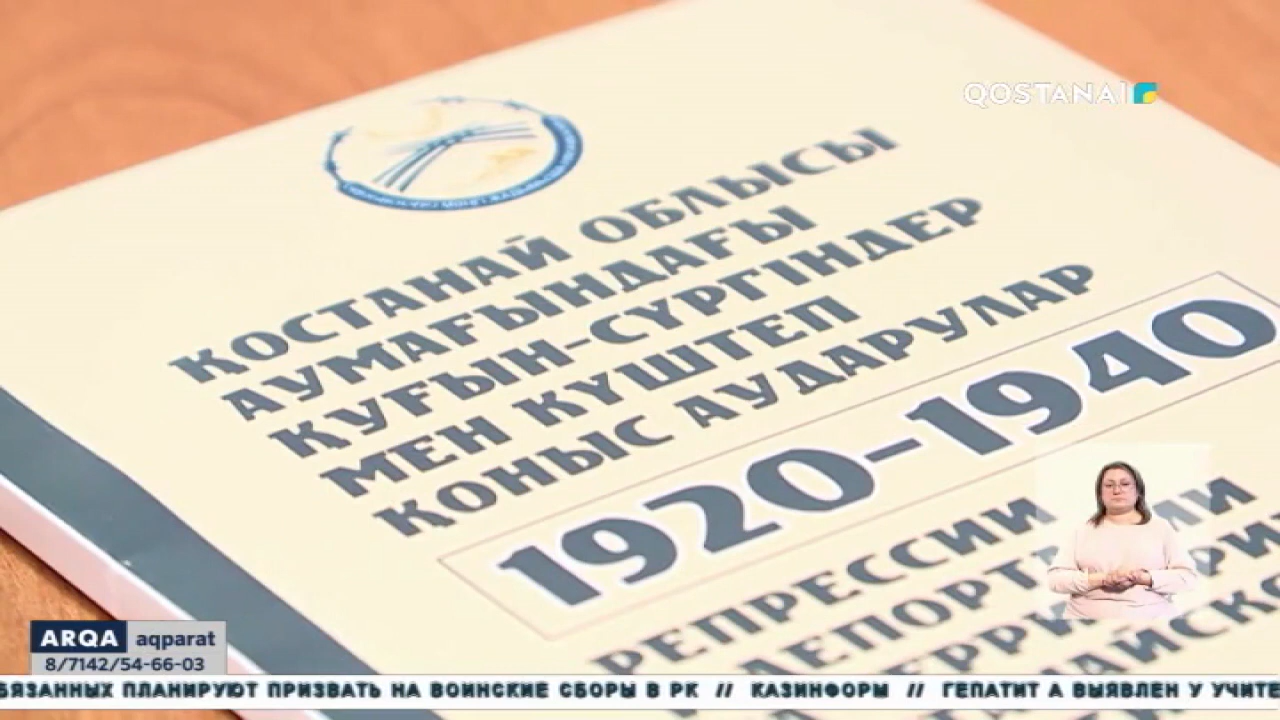 QOSTANAI
ҚОСТАНАЙ ОБЛЫСЫ
АУМАҒЫНДАҒЫ
ҚУҒЫН-СҮРГІНДЕР
МЕН КҮШТЕП
ҚОНЫС АУДАРУЛАР
1920-1940
РЕПРЕССИИ
ARQA aqparat
8/7142/54-66-03
БЯЗАННЫХ ПЛАНИРУЮТ ПРИЗВАТЬ НА ВОИНСКИЕ СБОРЫ В РК // КАЗИНФОРМ // ГЕПАТИТ А ВЫЯВЛЕН У УЧИТЕ